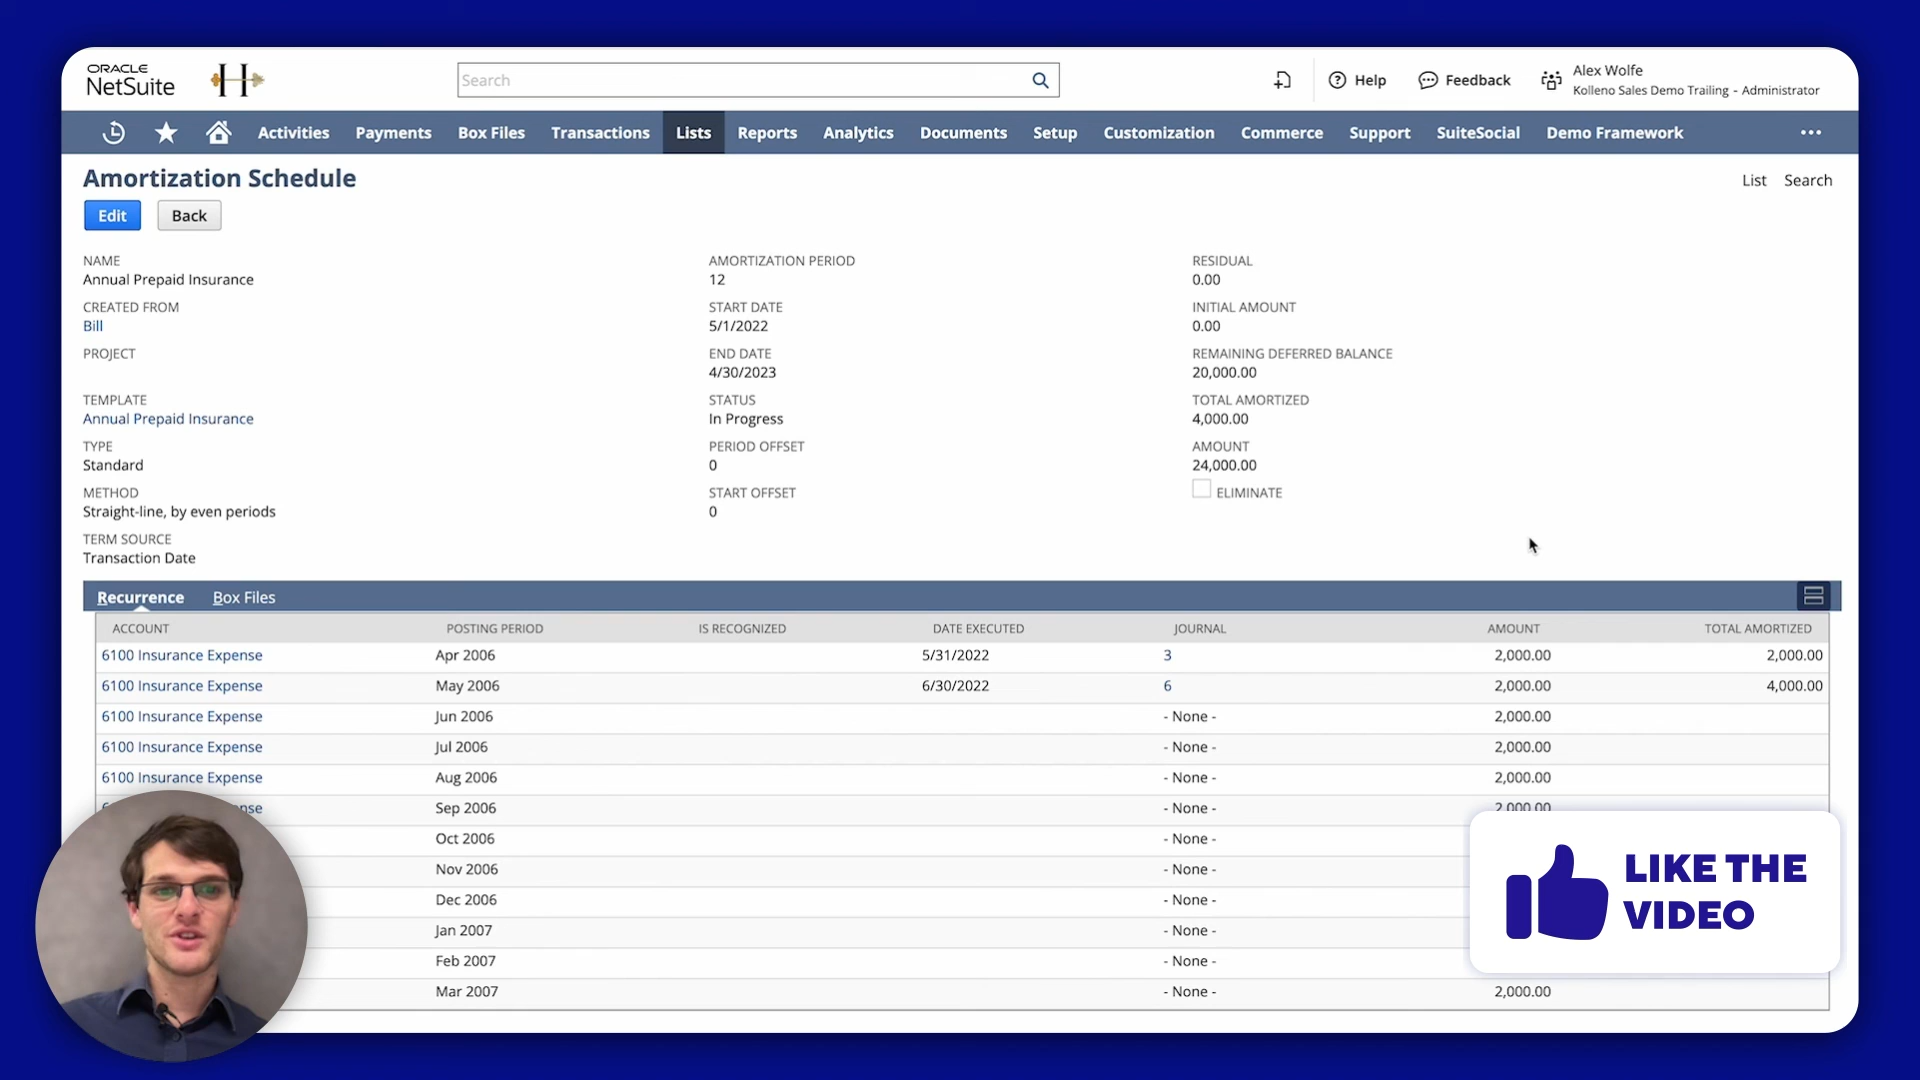 ORACLE
NetSuite
H
Search
Help
Feedback
Alex Wolfe
Kolleno Sales Demo Trailing - Administrator
Activities Payments Box Files Transactions Lists Reports Analytics Documents Setup Customization Commerce Support SuiteSocial Demo Framework
Amortization Schedule
List Search
Edit Back
NAME
Annual Prepaid Insurance
CREATED FROM
Bill
PROJECT
TEMPLATE
Annual Prepaid Insurance
TYPE
Standard
METHOD
Straight-line, by even periods
TERM SOURCE
Transaction Date
AMORTIZATION PERIOD
12
START DATE
5/1/2022
END DATE
4/30/2023
STATUS
In Progress
PERIOD OFFSET
0
START OFFSET
0
RESIDUAL
0.00
INITIAL AMOUNT
0.00
REMAINING DEFERRED BALANCE
20,000.00
TOTAL AMORTIZED
4,000.00
AMOUNT
24,000.00
ELIMINATE
Recurrence Box Files
ACCOUNT POSTING PERIOD IS RECOGNIZED DATE EXECUTED JOURNAL AMOUNT TOTAL AMORTIZED
6100 Insurance Expense Apr 2006 5/31/2022 3 2,000.00 2,000.00
6100 Insurance Expense May 2006 6/30/2022 6 2,000.00 4,000.00
6100 Insurance Expense Jun 2006 - None - 2,000.00
6100 Insurance Expense Jul 2006 - None - 2,000.00
6100 Insurance Expense Aug 2006 - None - 2,000.00
Sep 2006 - None - 2,000.00
Oct 2006 - None -
Nov 2006 - None -
Dec 2006 - None -
Jan 2007 - None -
Feb 2007 - None -
Mar 2007 - None - 2,000.00
LIKE THE
VIDEO